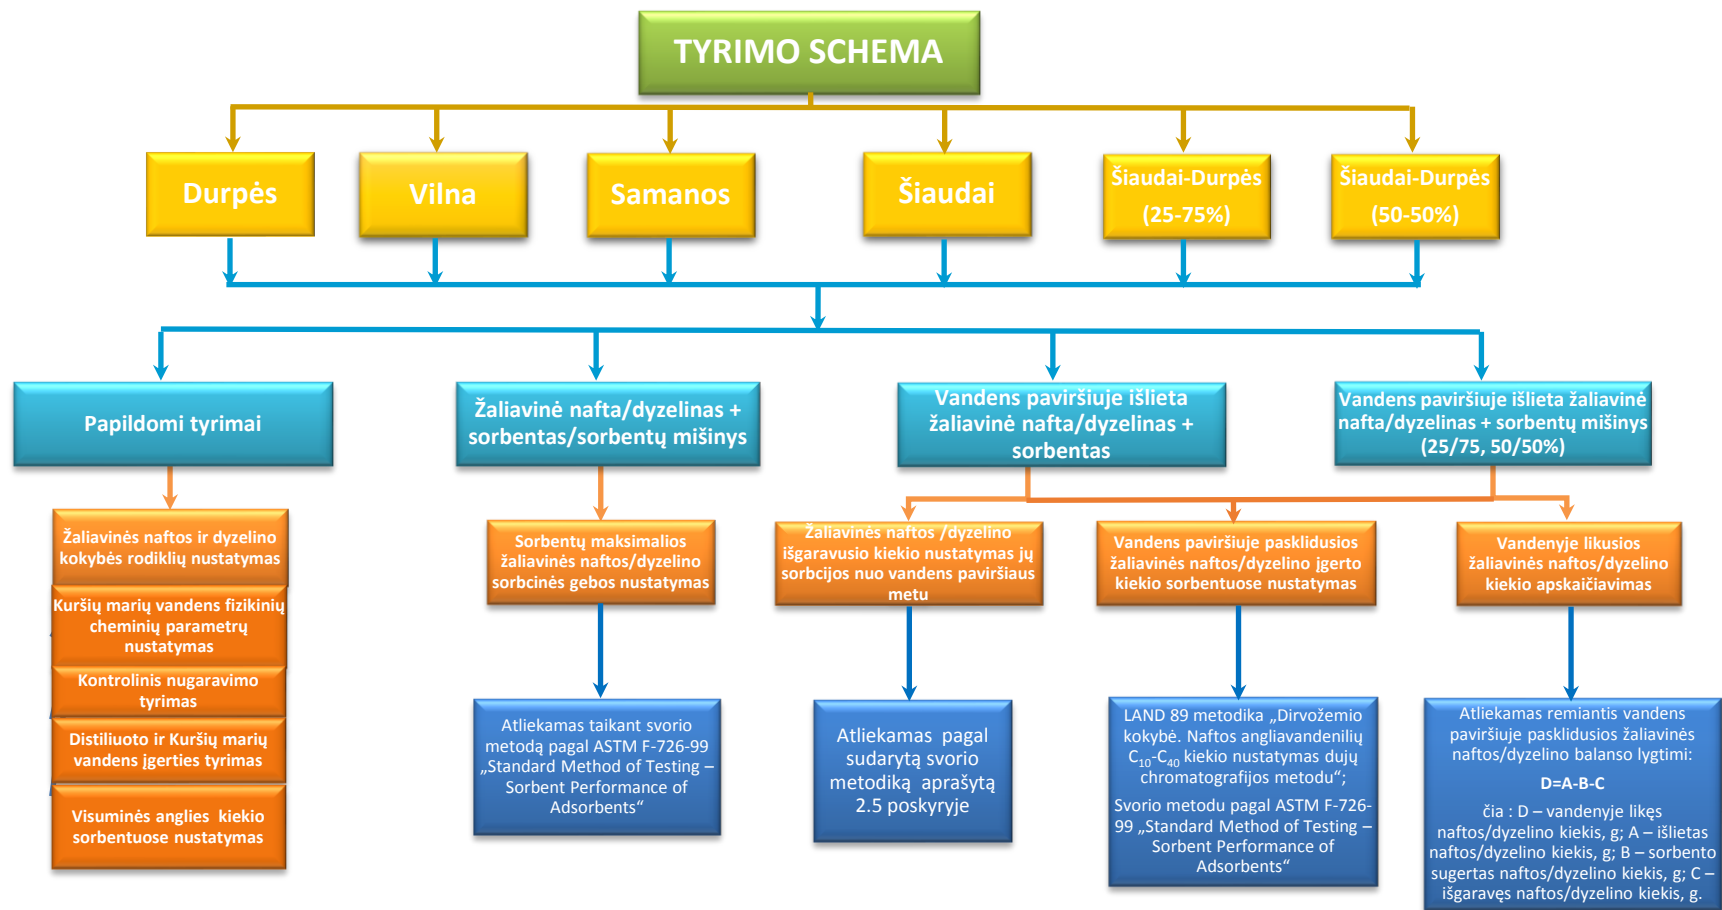 TYRIMO SCHEMA
Durpės
Vilna
Samanos
Šiaudai
Šiaudai-Durpės
(25-75%)
Šiaudai-Durpės
(50-50%)
Papildomi tyrimai
Žaliavinė nafta/dyzelinas +
sorbentas/sorbentų mišinys
Vandens paviršiuje išlieta
žaliavinė nafta/dyzelinas +
sorbentas
Vandens paviršiuje išlieta žaliavinė
nafta/dyzelinas + sorbentų mišinys
(25/75, 50/50%)
Žaliavinės naftos ir dyzelino
kokybės rodiklių nustatymas
Kuršių marių vandens fizikinių
cheminių parametrų
nustatymas
Kontrolinis nugaravimo
tyrimas
Distiliuoto ir Kuršių marių
vandens įgerties tyrimas
Visuminės anglies kiekio
sorbentuose nustatymas
Sorbentų maksimalios
žaliavinės naftos/dyzelino
sorbcinės gebos nustatymas
Žaliavinės naftos /dyzelino
išgaravusio kiekio nustatymas jų
sorbcijos nuo vandens paviršiaus
metu
Vandens paviršiuje pasklidusios
žaliavinės naftos/dyzelino įgerto
kiekio sorbentuose nustatymas
Vandenyje likusios
žaliavinės naftos/dyzelino
kiekio apskaičiavimas
Atliekamas taikant svorio
metodą pagal ASTM F-726-99
„Standard Method of Testing –
Sorbent Performance of
Adsorbents“
Atliekamas pagal
sudarytą svorio
metodiką aprašytą
2.5 poskyryje
LAND 89 metodika „Dirvožemio
kokybė. Naftos angliavandenilių
C₁₀-C₄₀ kiekio nustatymas dujų
chromatografijos metodu“;
Svorio metodu pagal ASTM F-726-
99 „Standard Method of Testing –
Sorbent Performance of
Adsorbents“
Atliekamas remiantis vandens
paviršiuje pasklidusios žaliavinės
naftos/dyzelino balanso lygtimi:
D=A-B-C
čia : D – vandenyje likęs
naftos/dyzelino kiekis, g; A – išlietas
naftos/dyzelino kiekis, g; B – sorbento
sugertas naftos/dyzelino kiekis, g; C –
išgaravęs naftos/dyzelino kiekis, g.